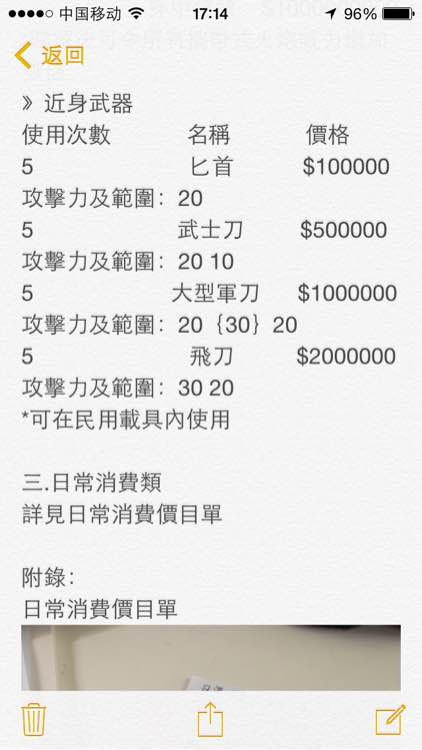 中国移动 17:14 96%
返回
》近身武器
使用次數 名稱 價格
5 匕首 $100000
攻擊力及範圍：20
5 武士刀 $500000
攻擊力及範圍：20 10
5 大型軍刀 $1000000
攻擊力及範圍：20｛30｝20
5 飛刀 $2000000
攻擊力及範圍：30 20
*可在民用載具內使用
三.日常消費類
詳見日常消費價目單
附錄：
日常消費價目單